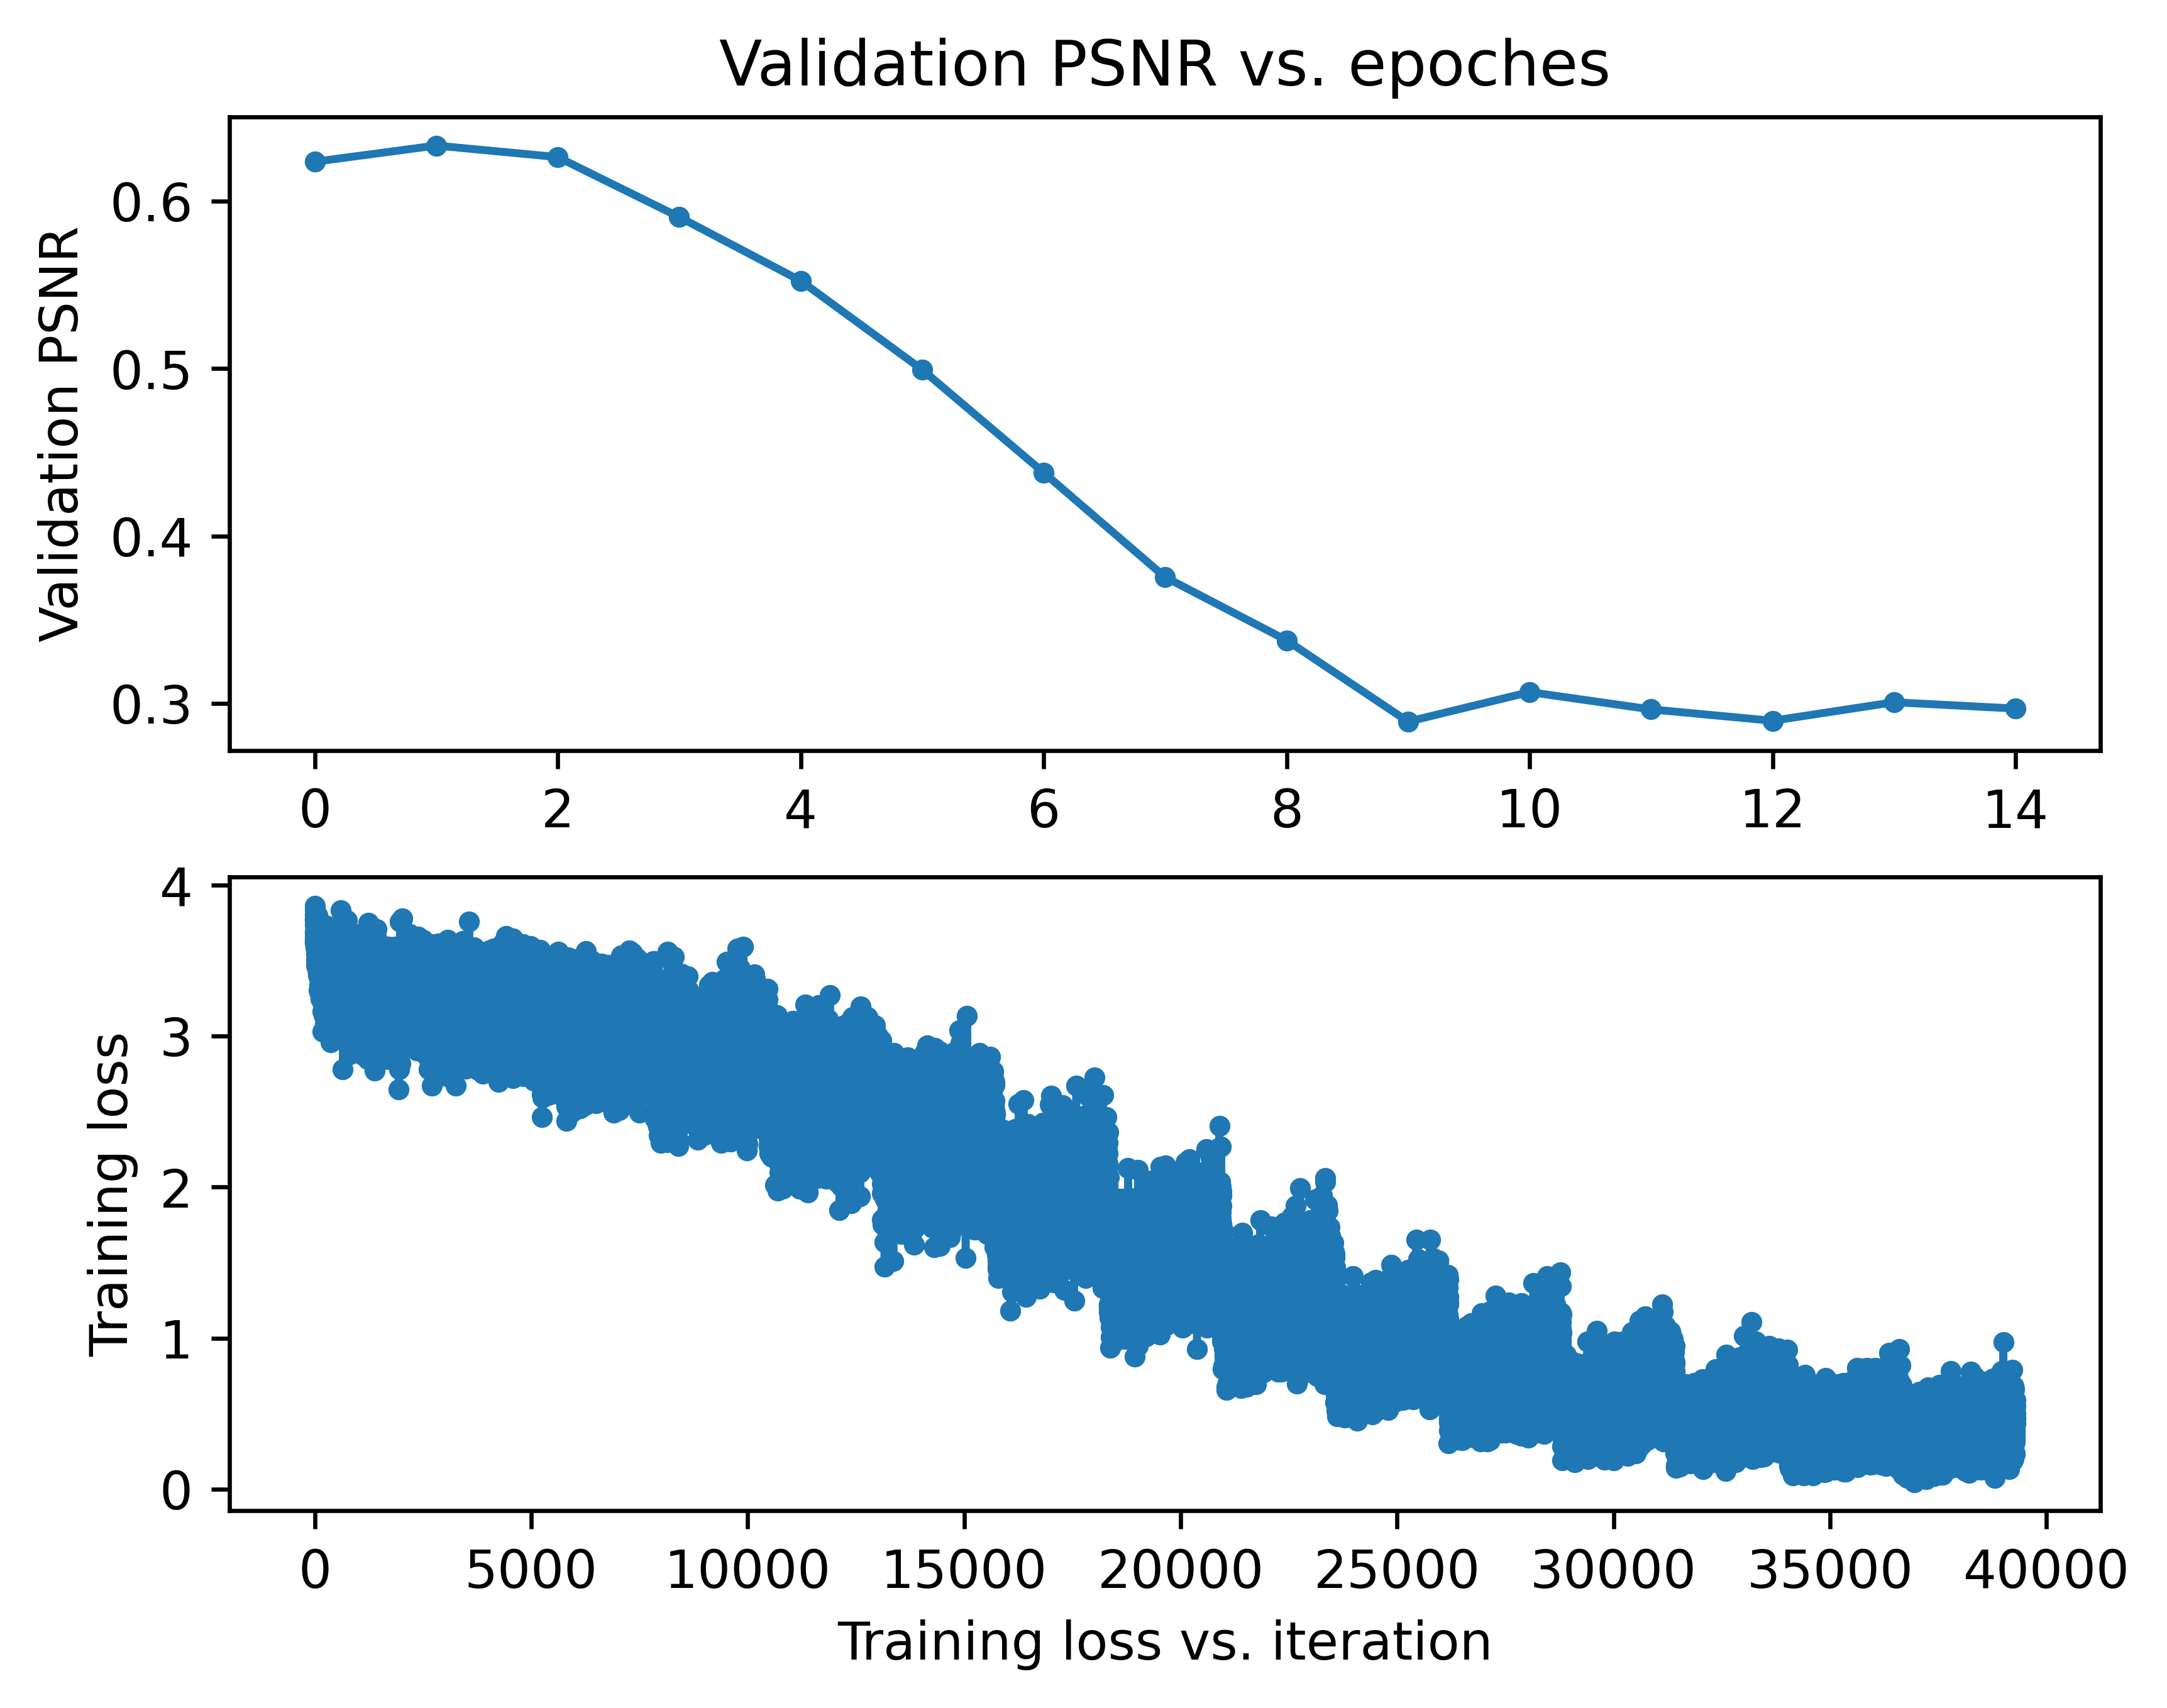 Validation PSNR vs. epoches
Validation PSNR
0.6
0.5
0.4
0.3
0 2 4 6 8 10 12 14
Training loss
4
3
2
1
0
0 5000 10000 15000 20000 25000 30000 35000 40000
Training loss vs. iteration